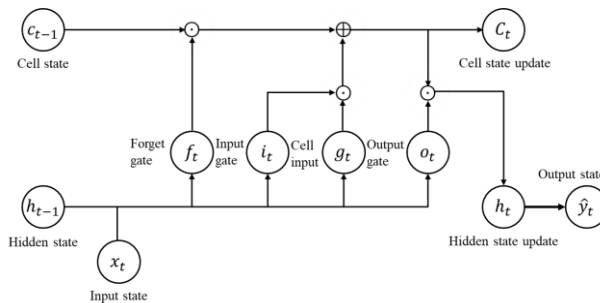 c_{t-1}
C_t
Cell state
Cell state update
Forget gate
Input gate
Cell input
Output gate
f_t
i_t
g_t
o_t
Output state
h_{t-1}
h_t
ŷ_t
Hidden state
Hidden state update
x_t
Input state